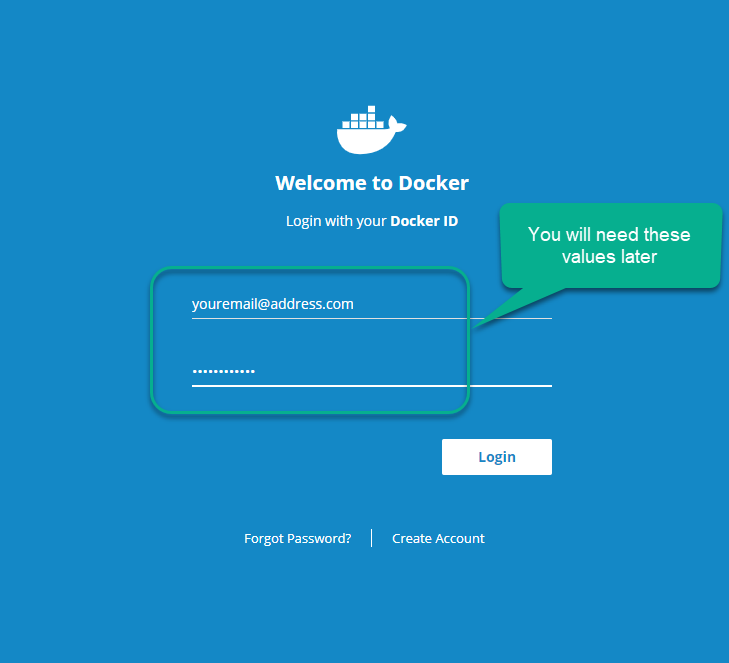 Welcome to Docker
Login with your Docker ID
You will need these
values later
youremail@address.com
••••••••••••
Login
Forgot Password?
Create Account